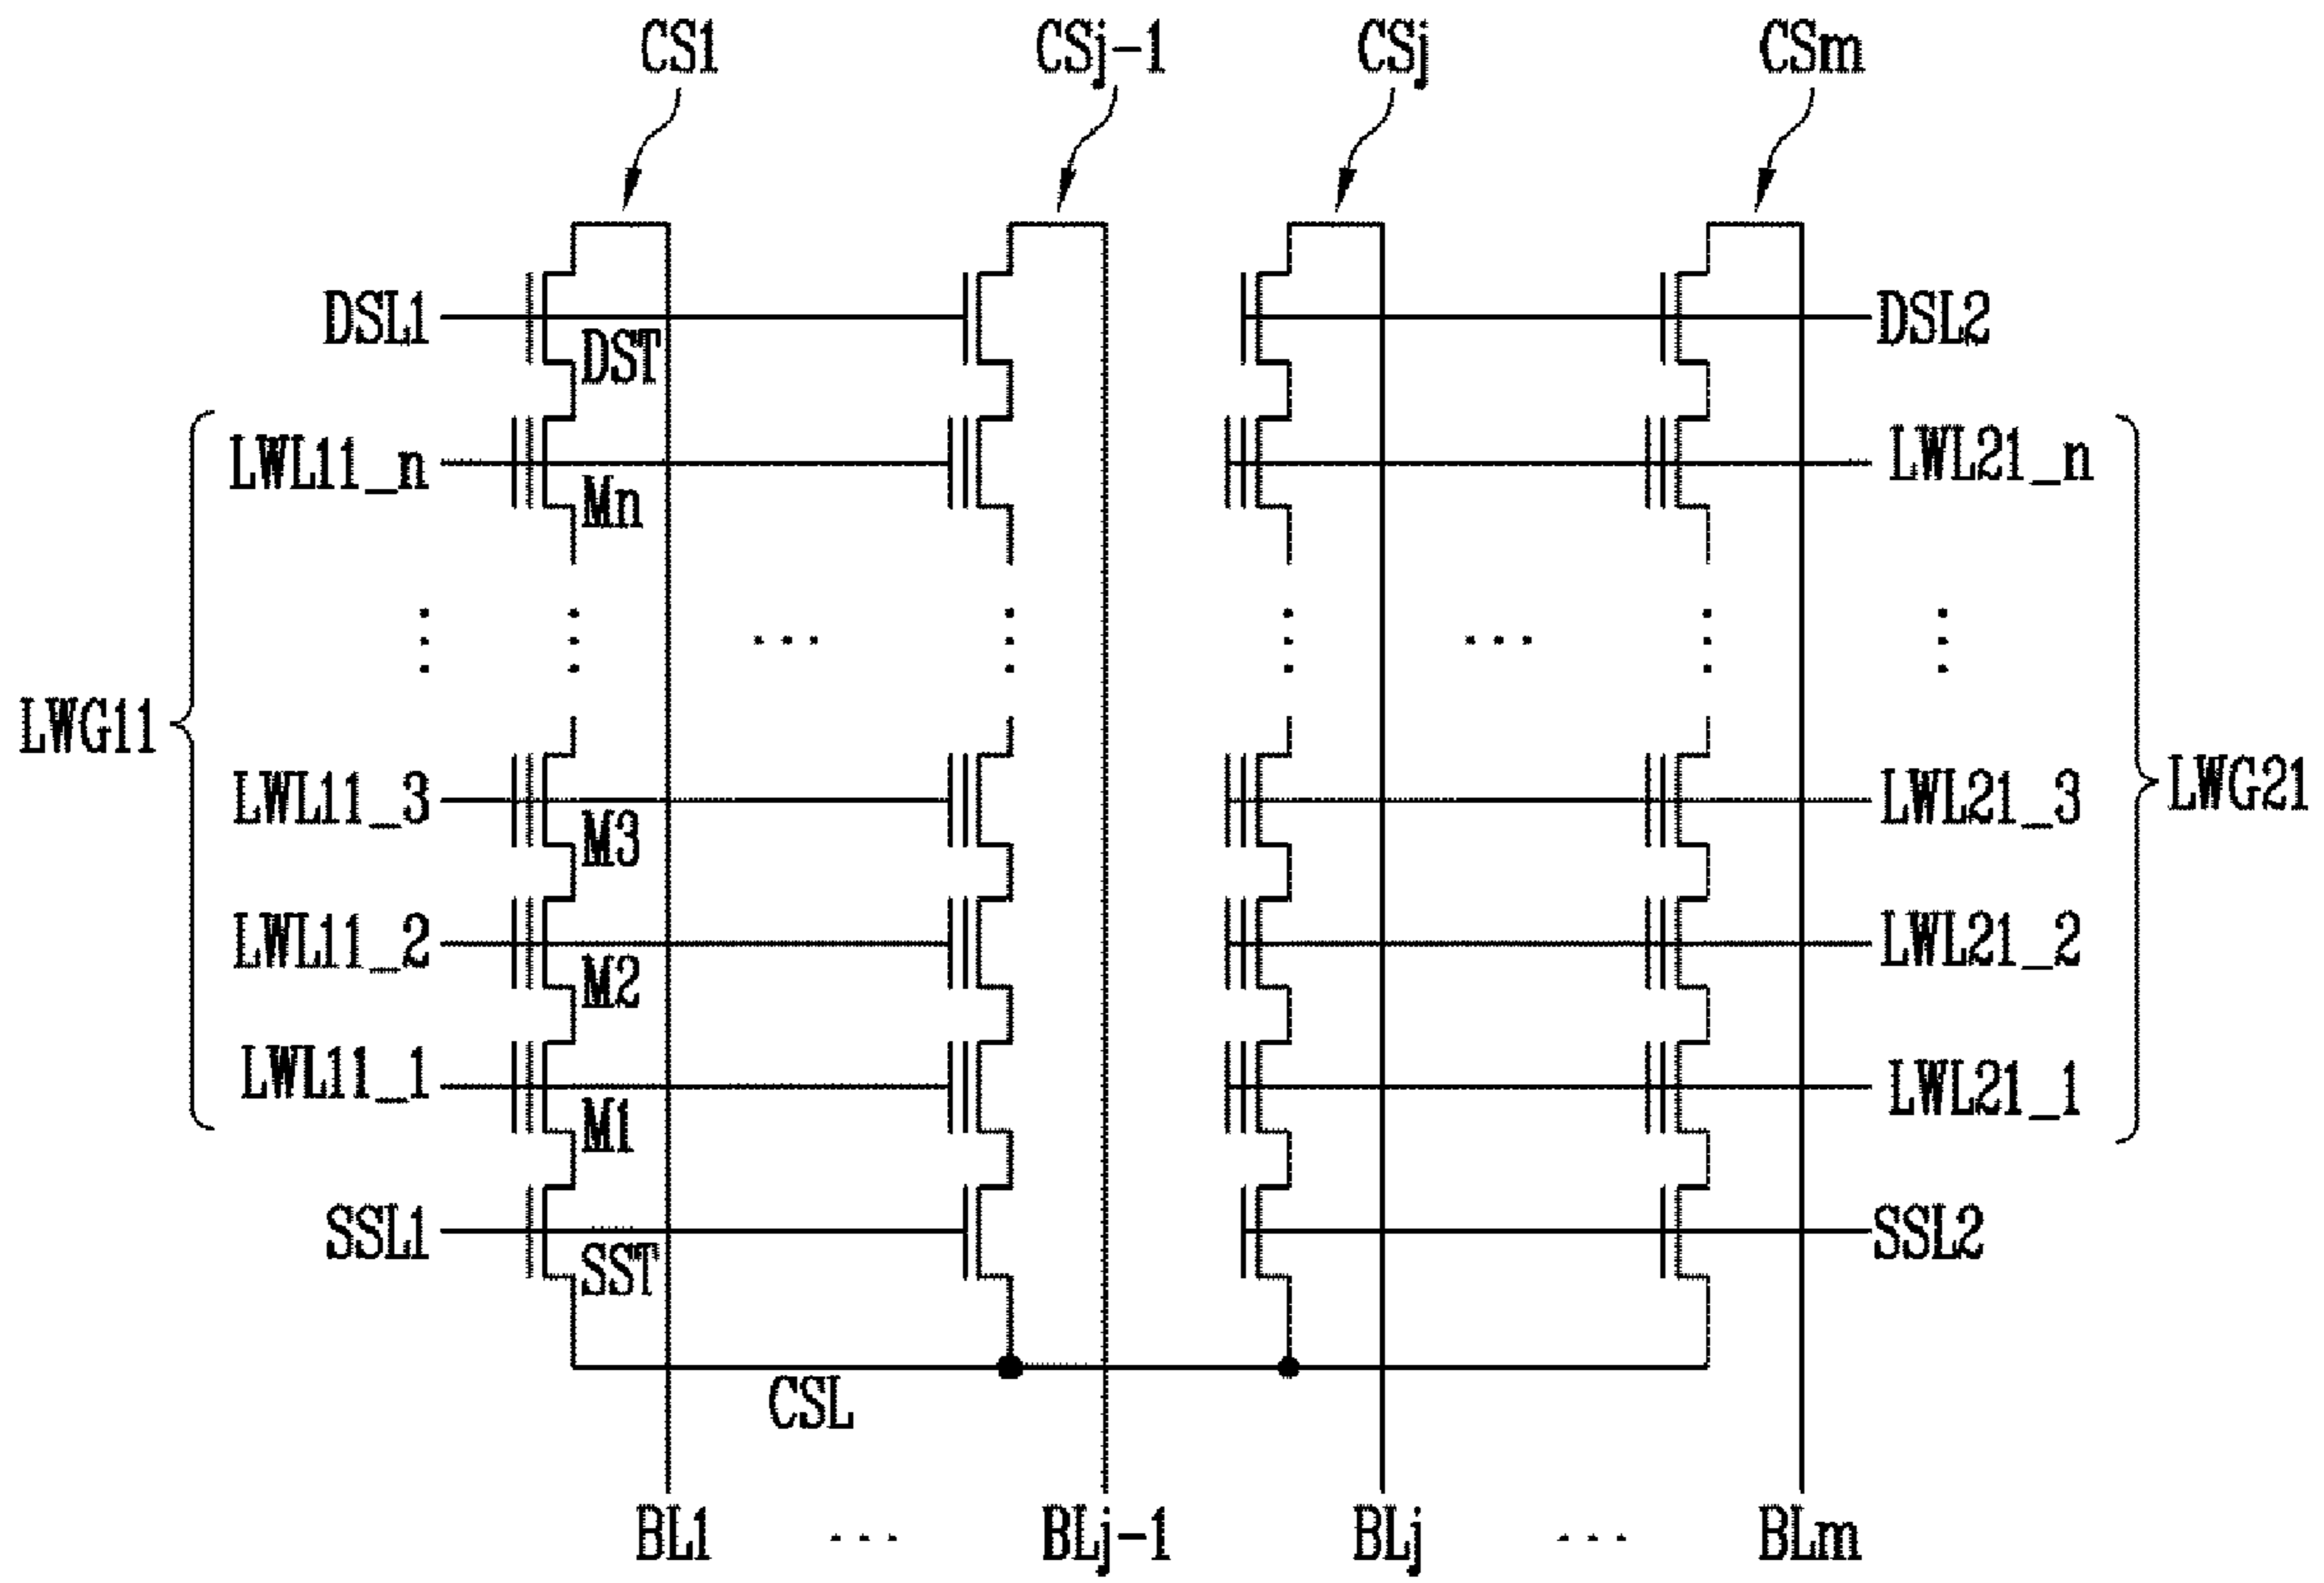 CS1 CSj-1 CSj CSm
DSL1 DSL2
DST
LWL11_n LWL21_n
Mn
... ...
LWG11 LWG21
LWL11_3 LWL21_3
M3
LWL11_2 LWL21_2
M2
LWL11_1 LWL21_1
M1
SSL1 SSL2
SST
CSL
BL1 ... BLj-1 BLj ... BLm